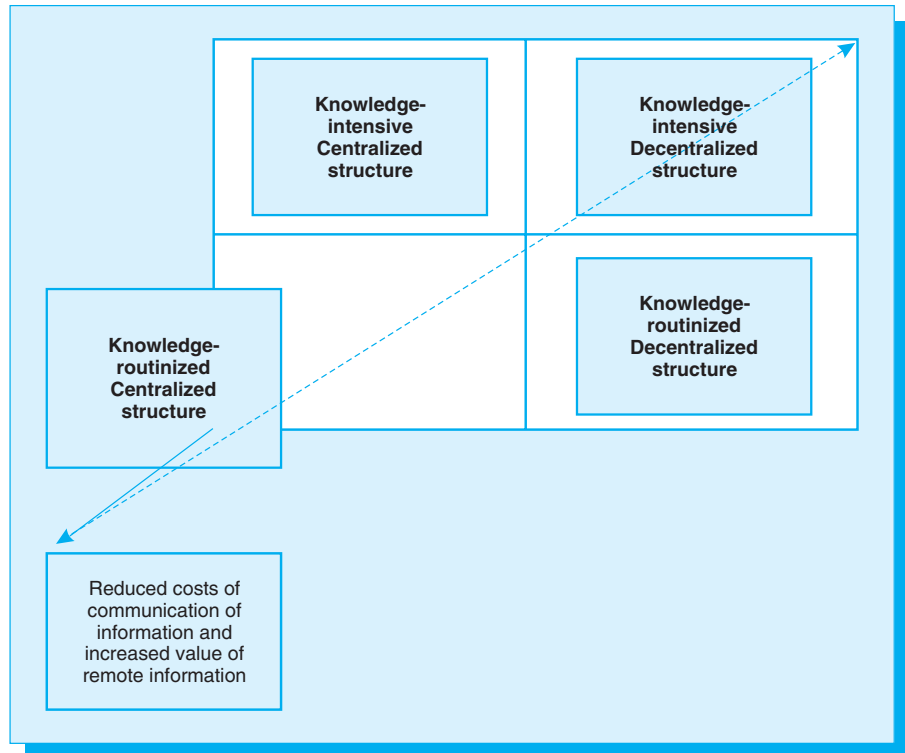 Knowledge-
intensive
Centralized
structure
Knowledge-
intensive
Decentralized
structure
Knowledge-
routinized
Centralized
structure
Knowledge-
routinized
Decentralized
structure
Reduced costs of
communication of
information and
increased value of
remote information